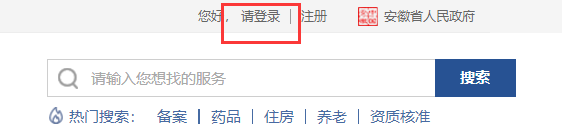 您好, 请登录 | 注册 安徽省人民政府
请输入您想找的服务 搜索
热门搜索: 备案 | 药品 | 住房 | 养老 | 资质核准